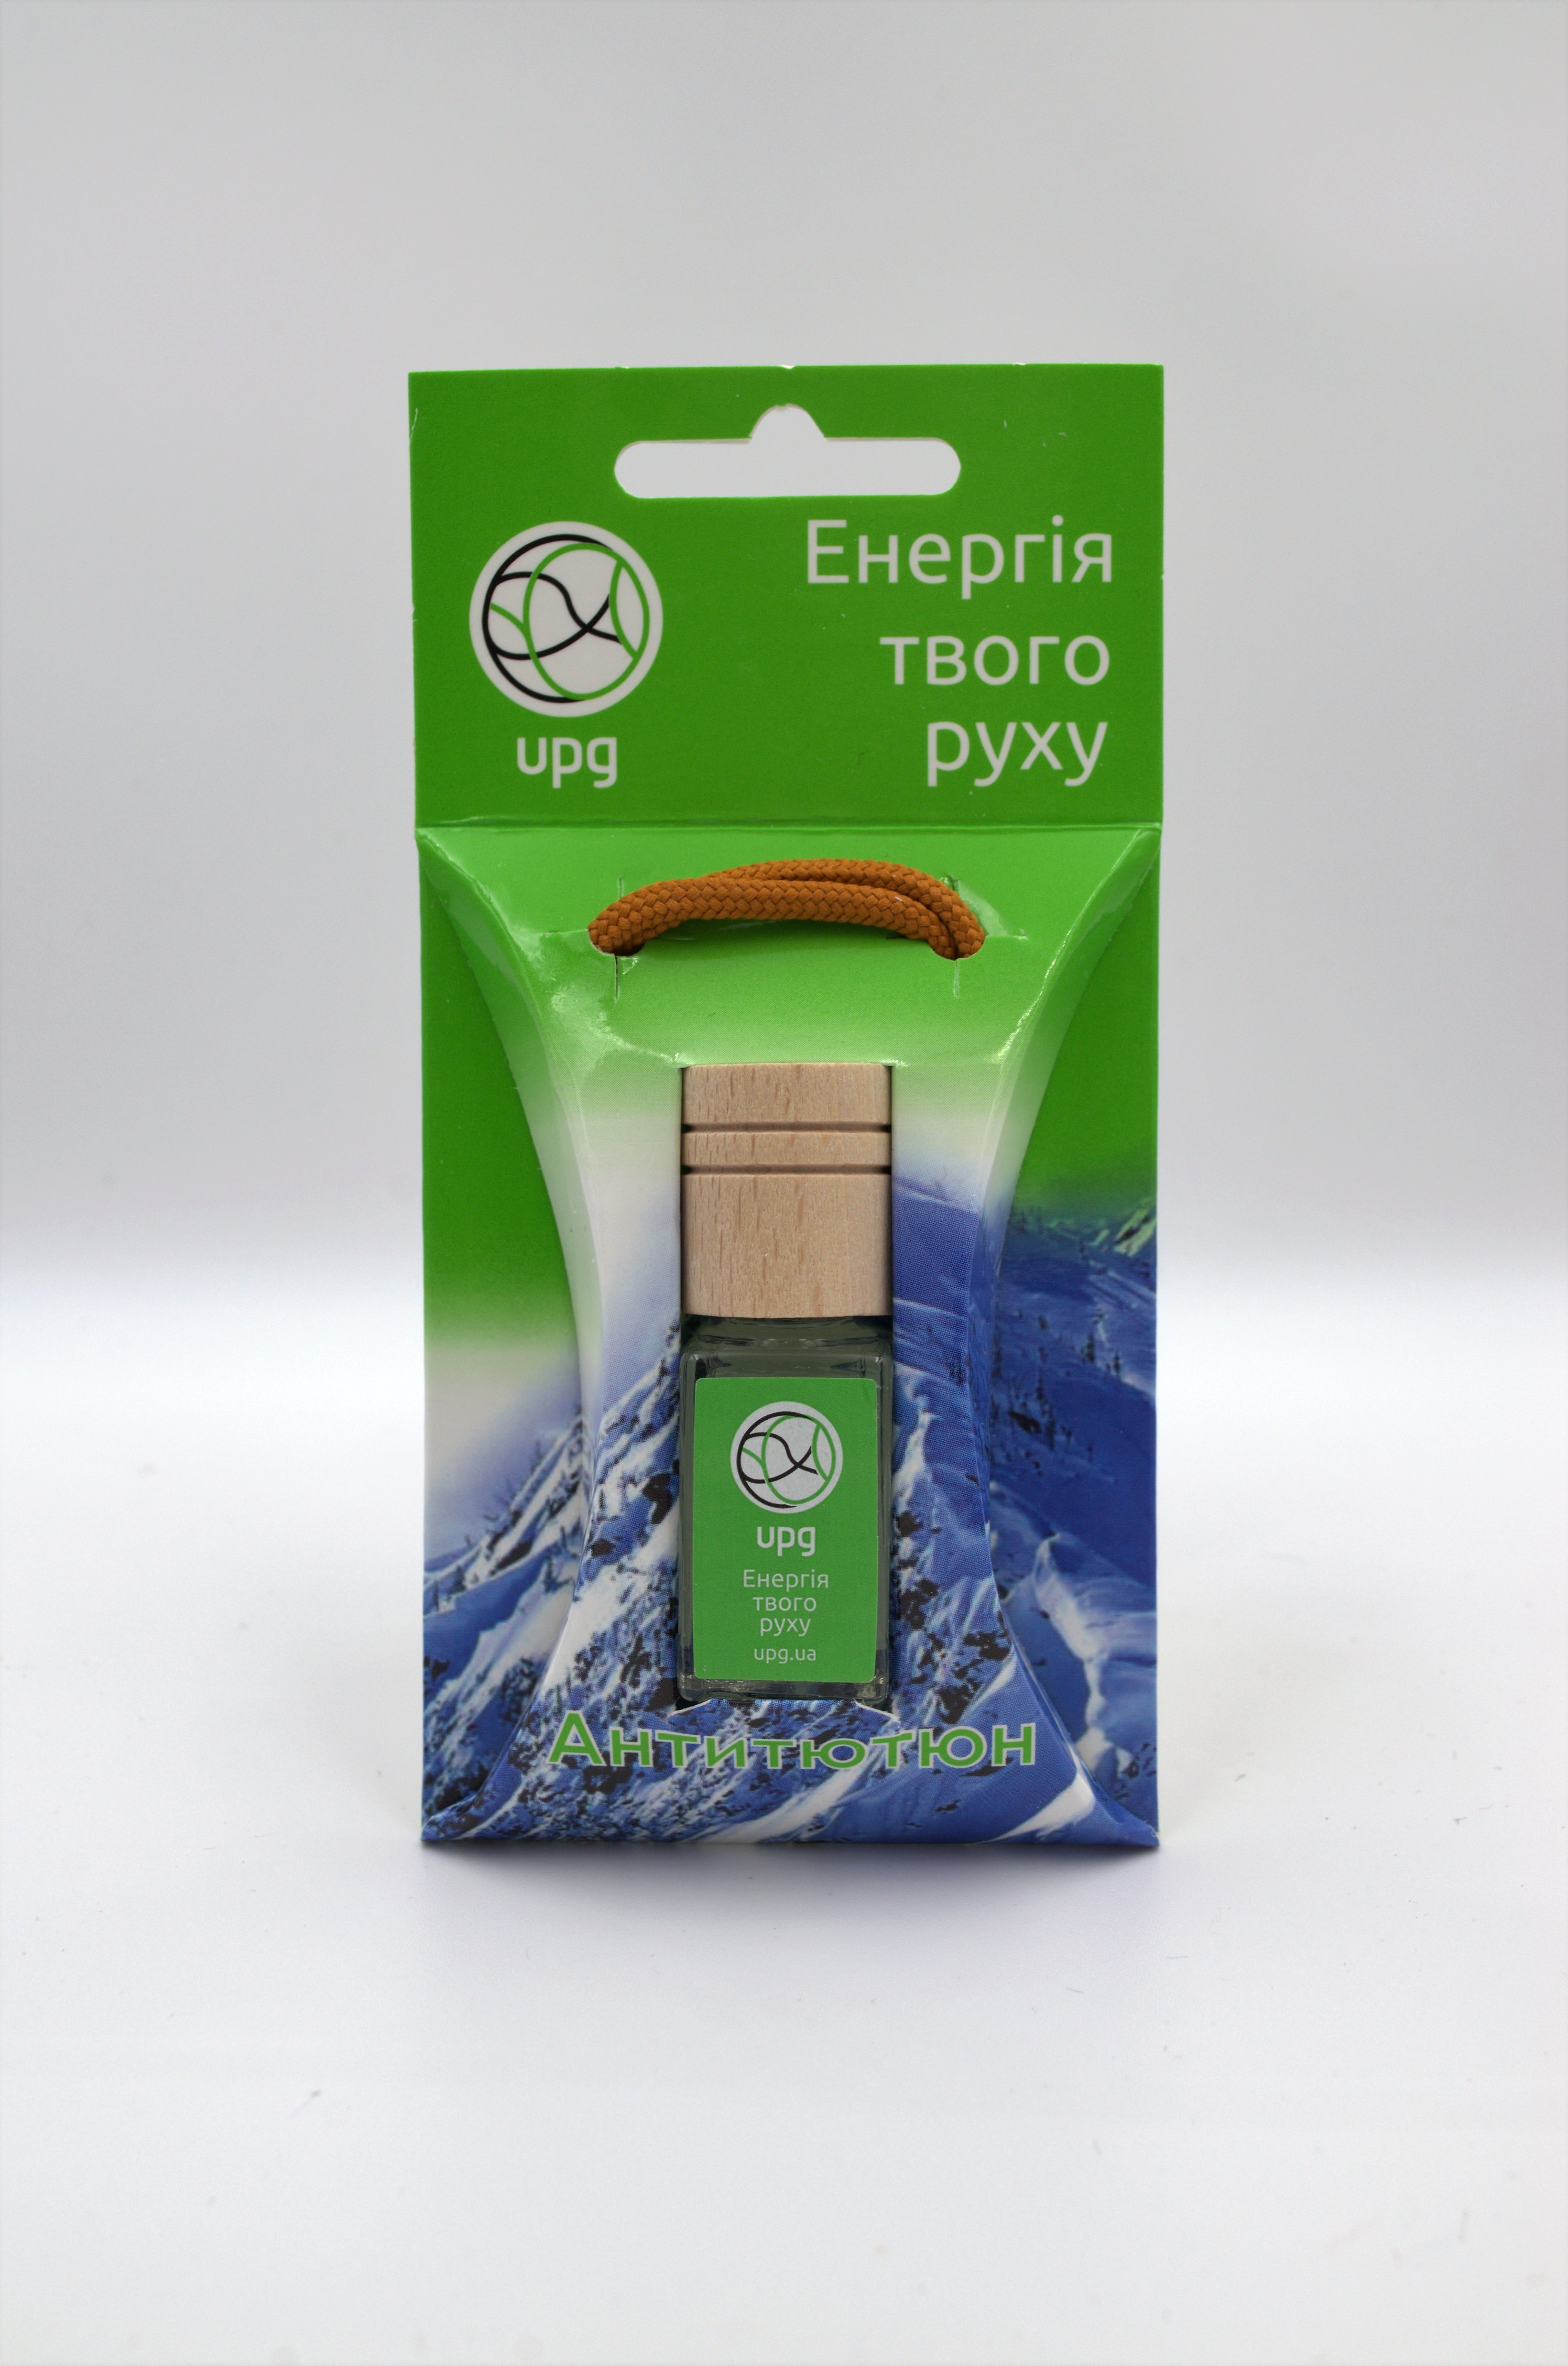 upg
Енергія
твого
руху
upg
Енергія
твого
руху
upg.ua
Антитютюн